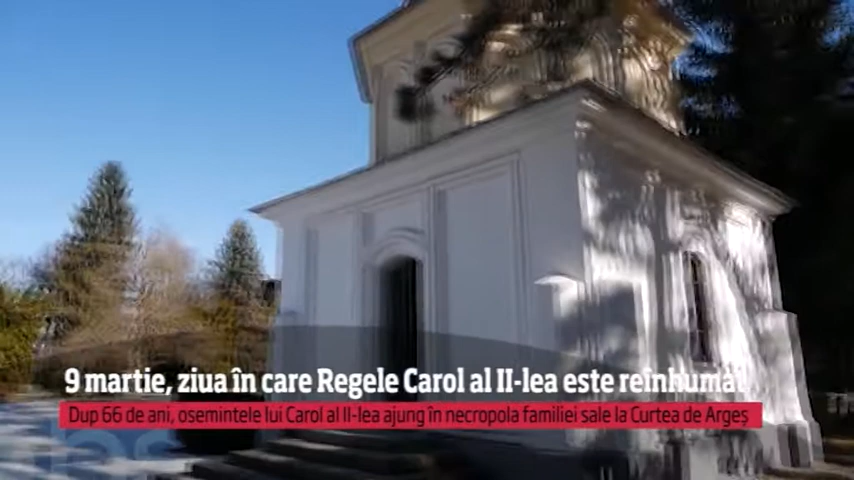 9 martie, ziua în care Regele Carol al II-lea este reînhumat
Dup 66 de ani, osemintele lui Carol al II-lea ajung în necropola familiei sale la Curtea de Argeș